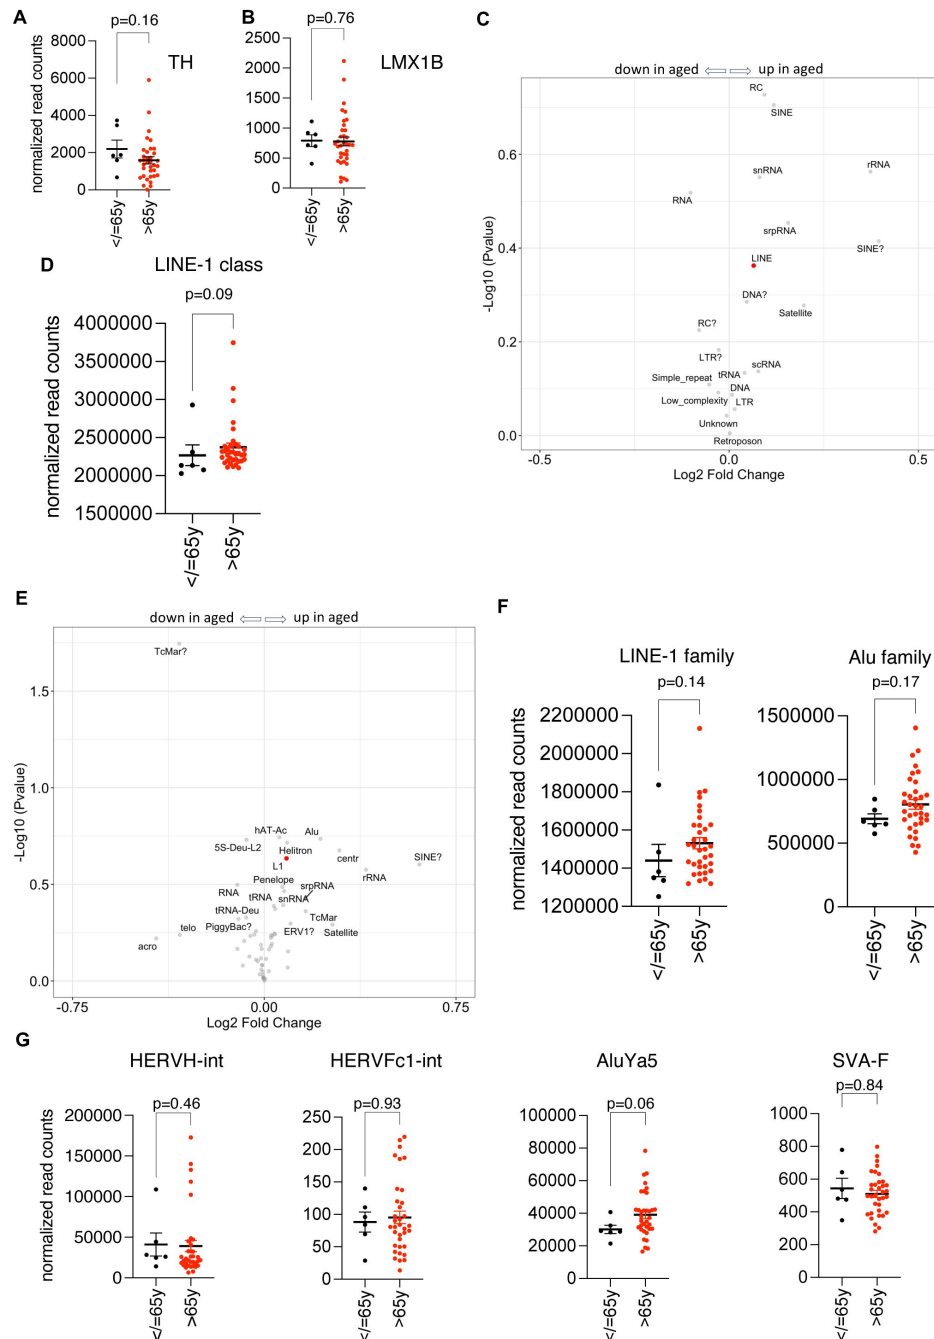 A
p=0.16
TH
normalized read counts
8000
6000
4000
2000
0
</=65y
>65y
B
p=0.76
LMX1B
2500
2000
1500
1000
500
0
</=65y
>65y
C
down in aged
up in aged
RC
SINE
rRNA
snRNA
RNA
srpRNA
SINE?
LINE
DNA?
Satellite
RC?
LTR?
scRNA
tRNA
Simple_repeat
DNA
Low_complexity
LTR
Unknown
Retroposon
-Log10 (Pvalue)
0.6
0.4
0.2
0.0
-0.5
0.0
0.5
Log2 Fold Change
D
LINE-1 class
p=0.09
normalized read counts
4000000
3500000
3000000
2500000
2000000
1500000
</=65y
>65y
E
down in aged
up in aged
TcMar?
hAT-Ac
Alu
5S-Deu-L2
Helitron
centr
SINE?
L1
rRNA
Penelope
srpRNA
RNA
tRNA
snRNA
tRNA-Deu
TcMar
PiggyBac?
ERV1?
Satellite
telo
acro
-Log10 (Pvalue)
1.5
1.0
0.5
0.0
-0.75
0.00
0.75
Log2 Fold Change
F
LINE-1 family
p=0.14
normalized read counts
2200000
2000000
1800000
1600000
1400000
1200000
</=65y
>65y
Alu family
p=0.17
1500000
1000000
500000
0
</=65y
>65y
G
HERVH-int
p=0.46
normalized read counts
200000
150000
100000
50000
0
</=65y
>65y
HERVFc1-int
p=0.93
250
200
150
100
50
0
</=65y
>65y
AluYa5
p=0.06
100000
80000
60000
40000
20000
0
</=65y
>65y
SVA-F
p=0.84
1000
800
600
400
200
0
</=65y
>65y